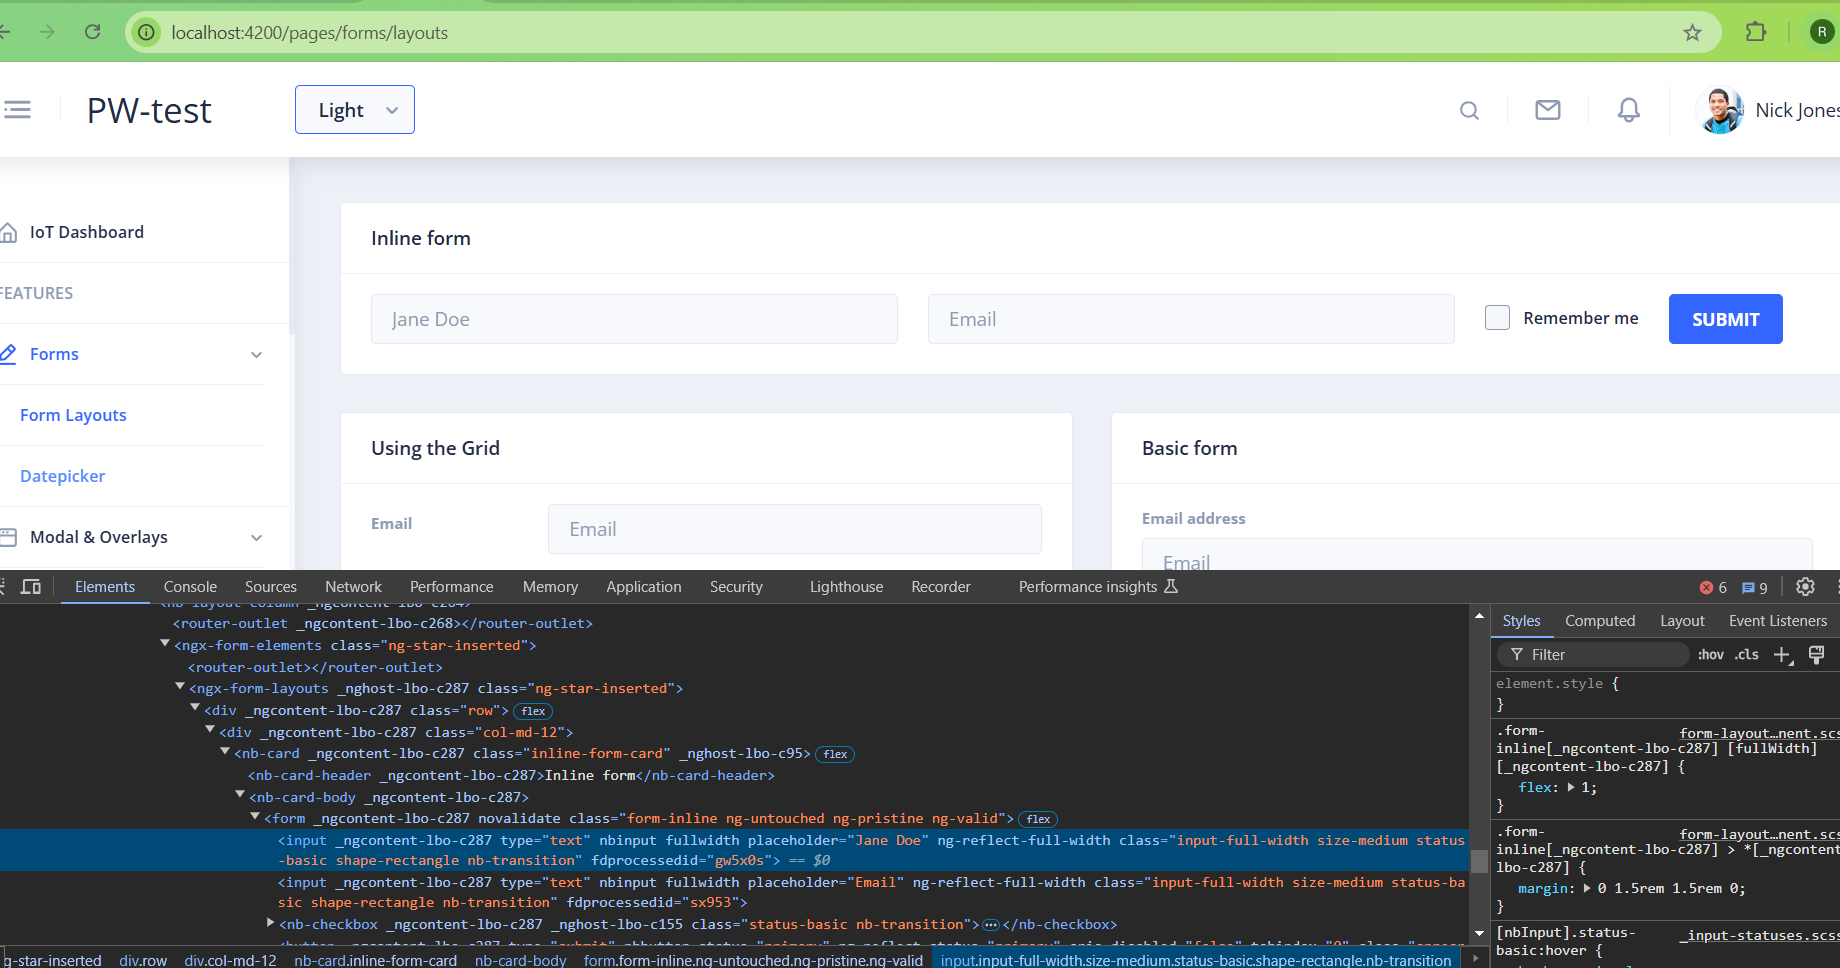 localhost:4200/pages/forms/layouts
R
PW-test
Light
Nick Jones
IoT Dashboard
FEATURES
Forms
Form Layouts
Datepicker
Modal & Overlays
Inline form
Jane Doe
Email
Remember me
SUBMIT
Using the Grid
Email
Email
Basic form
Email address
Email
Elements Console Sources Network Performance Memory Application Security Lighthouse Recorder Performance insights 6 9
<router-outlet _ngcontent-lbo-c268></router-outlet>
<ngx-form-elements class="ng-star-inserted">
<router-outlet></router-outlet>
<ngx-form-layouts _nghost-lbo-c287 class="ng-star-inserted">
<div _ngcontent-lbo-c287 class="row"> flex
<div _ngcontent-lbo-c287 class="col-md-12">
<nb-card _ngcontent-lbo-c287 class="inline-form-card" _nghost-lbo-c95> flex
<nb-card-header _ngcontent-lbo-c287>Inline form</nb-card-header>
<nb-card-body _ngcontent-lbo-c287>
<form _ngcontent-lbo-c287 novalidate class="form-inline ng-untouched ng-pristine ng-valid"> flex
<input _ngcontent-lbo-c287 type="text" nbinput fullwidth placeholder="Jane Doe" ng-reflect-full-width class="input-full-width size-medium status
-basic shape-rectangle nb-transition" fdprocessedid="gw5x0s"> == $0
<input _ngcontent-lbo-c287 type="text" nbinput fullwidth placeholder="Email" ng-reflect-full-width class="input-full-width size-medium status-ba
sic shape-rectangle nb-transition" fdprocessedid="sx953">
<nb-checkbox _ngcontent-lbo-c287 _nghost-lbo-c155 class="status-basic nb-transition">…</nb-checkbox>
g-star-inserted div.row div.col-md-12 nb-card.inline-form-card nb-card-body form.form-inline.ng-untouched.ng-pristine.ng-valid input.input-full-width.size-medium.status-basic.shape-rectangle.nb-transition
Styles Computed Layout Event Listeners
Filter :hov .cls
element.style {
}
.form- form-layout…nent.scs
inline[_ngcontent-lbo-c287] [fullWidth]
[_ngcontent-lbo-c287] {
flex: 1;
}
.form- form-layout…nent.scs
inline[_ngcontent-lbo-c287] > *[_ngcontent
lbo-c287] {
margin: 0 1.5rem 1.5rem 0;
}
[nbInput].status- _input-statuses.scss
basic:hover {